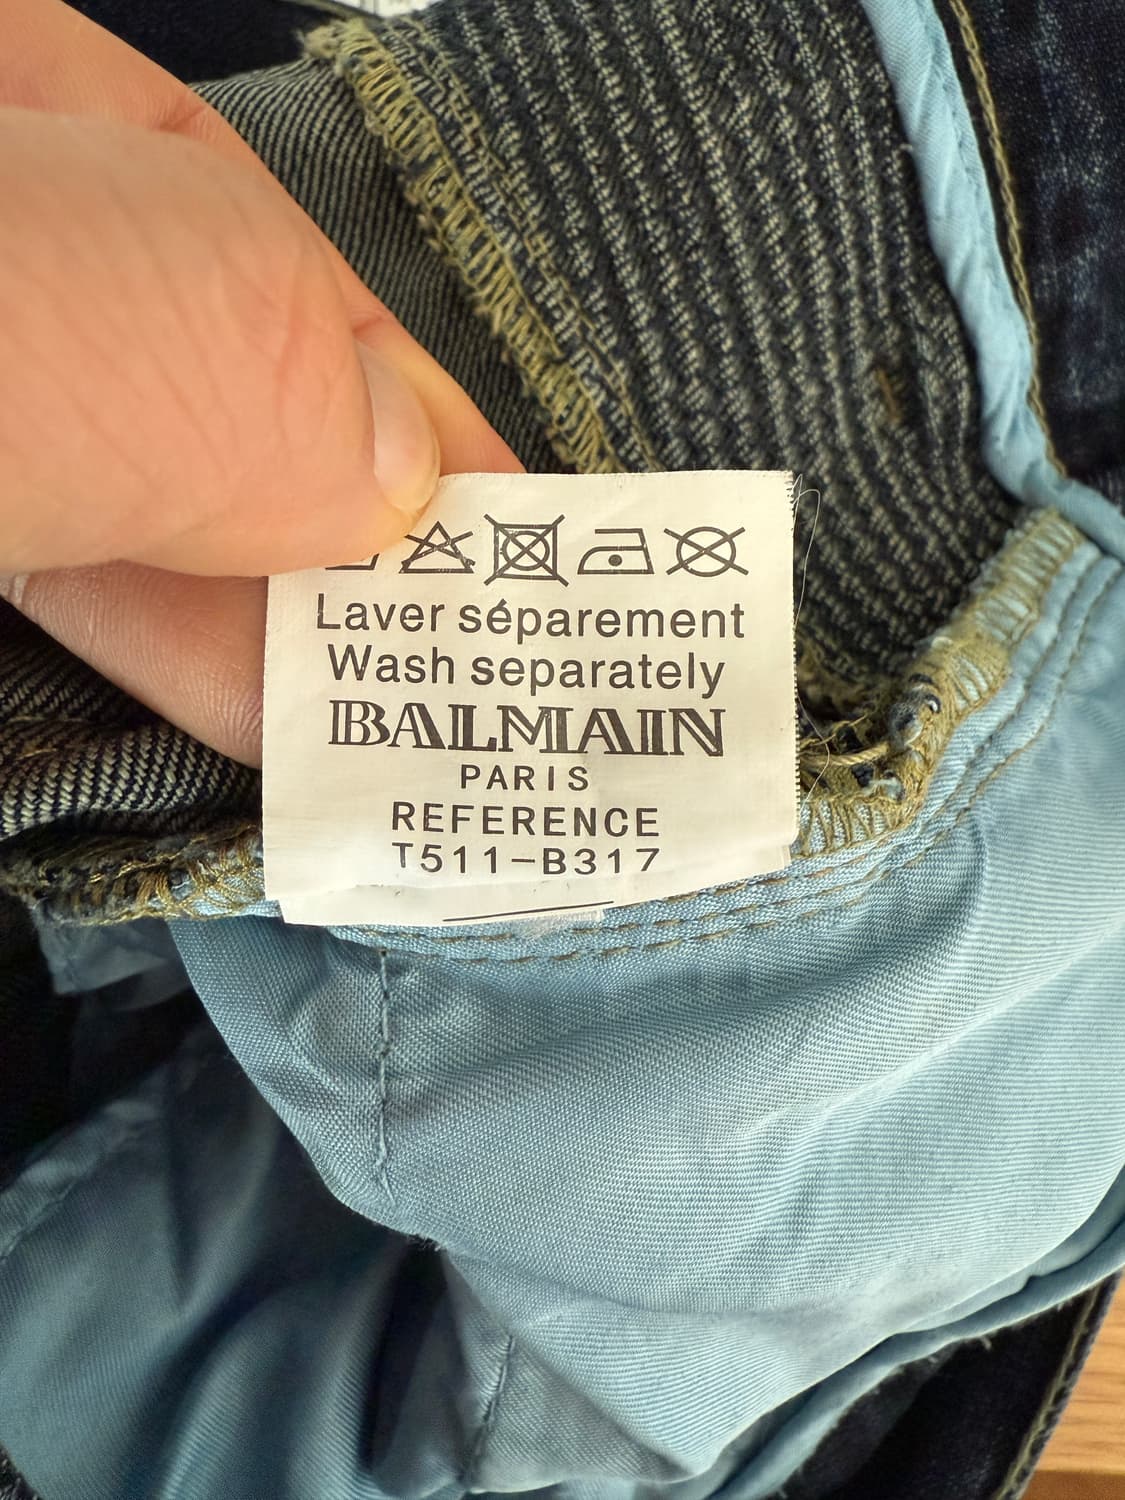 Laver séparement
Wash separately
BALMAIN
PARIS
REFERENCE
T511-B317